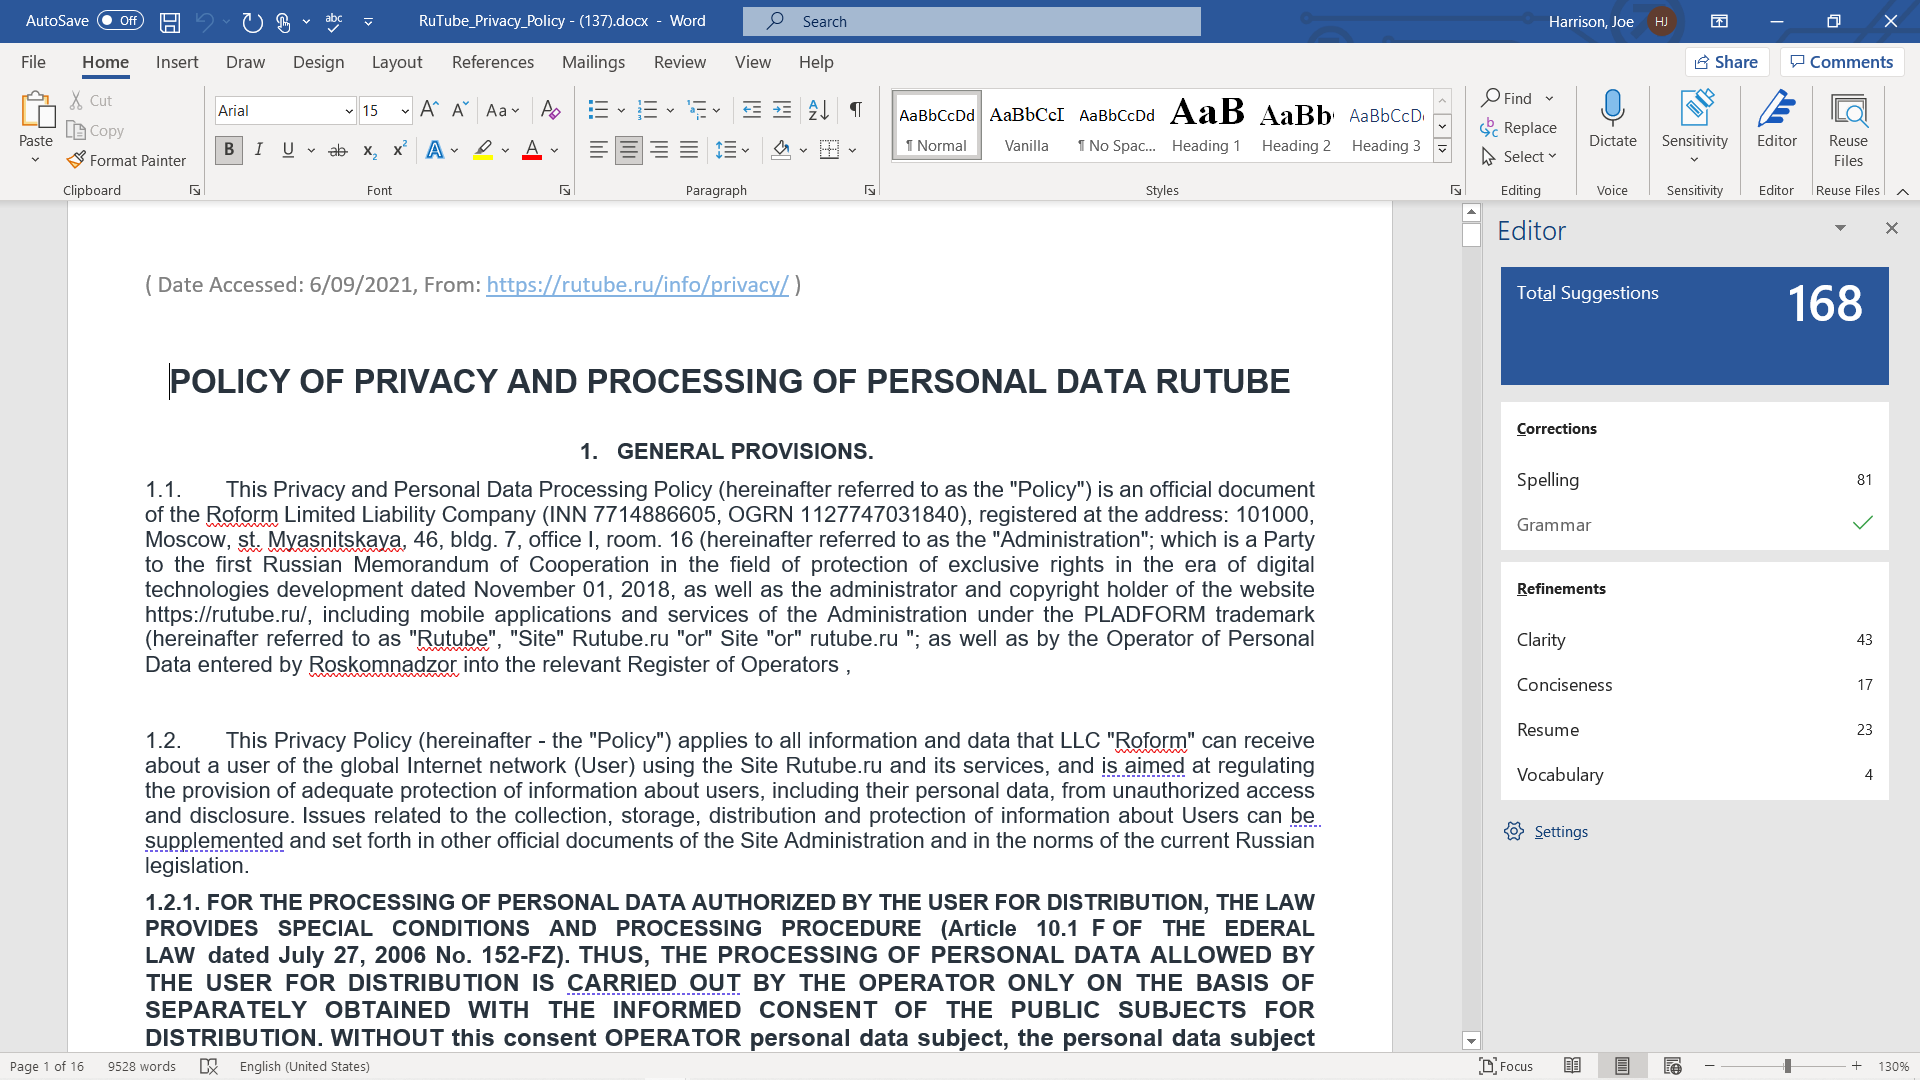 AutoSave Off RuTube_Privacy_Policy - (137).docx - Word Search Harrison, Joe HJ
File Home Insert Draw Design Layout References Mailings Review View Help Share Comments
Paste Cut Copy Format Painter Clipboard
Arial 15 Font
Paragraph
AaBbCcDd ¶ Normal
AaBbCcI Vanilla
AaBbCcDd ¶ No Spac...
AaB Heading 1
AaBb Heading 2
AaBbCcD Heading 3
Styles
Find Replace Select Editing
Dictate Voice
Sensitivity Sensitivity
Editor Editor
Reuse Files Reuse Files
( Date Accessed: 6/09/2021, From: https://rutube.ru/info/privacy/ )
POLICY OF PRIVACY AND PROCESSING OF PERSONAL DATA RUTUBE
1. GENERAL PROVISIONS.
1.1. This Privacy and Personal Data Processing Policy (hereinafter referred to as the "Policy") is an official document
of the Roform Limited Liability Company (INN 7714886605, OGRN 1127747031840), registered at the address: 101000,
Moscow, st. Myasnitskaya, 46, bldg. 7, office I, room. 16 (hereinafter referred to as the "Administration"; which is a Party
to the first Russian Memorandum of Cooperation in the field of protection of exclusive rights in the era of digital
technologies development dated November 01, 2018, as well as the administrator and copyright holder of the website
https://rutube.ru/, including mobile applications and services of the Administration under the PLADFORM trademark
(hereinafter referred to as "Rutube", "Site" Rutube.ru "or" Site "or" rutube.ru "; as well as by the Operator of Personal
Data entered by Roskomnadzor into the relevant Register of Operators ,
1.2. This Privacy Policy (hereinafter - the "Policy") applies to all information and data that LLC "Roform" can receive
about a user of the global Internet network (User) using the Site Rutube.ru and its services, and is aimed at regulating
the provision of adequate protection of information about users, including their personal data, from unauthorized access
and disclosure. Issues related to the collection, storage, distribution and protection of information about Users can be
supplemented and set forth in other official documents of the Site Administration and in the norms of the current Russian
legislation.
1.2.1. FOR THE PROCESSING OF PERSONAL DATA AUTHORIZED BY THE USER FOR DISTRIBUTION, THE LAW
PROVIDES SPECIAL CONDITIONS AND PROCESSING PROCEDURE (Article 10.1 F OF THE EDERAL
LAW dated July 27, 2006 No. 152-FZ). THUS, THE PROCESSING OF PERSONAL DATA ALLOWED BY
THE USER FOR DISTRIBUTION IS CARRIED OUT BY THE OPERATOR ONLY ON THE BASIS OF
SEPARATELY OBTAINED WITH THE INFORMED CONSENT OF THE PUBLIC SUBJECTS FOR
DISTRIBUTION. WITHOUT this consent OPERATOR personal data subject, the personal data subject
Editor
Total Suggestions 168
Corrections
Spelling 81
Grammar
Refinements
Clarity 43
Conciseness 17
Resume 23
Vocabulary 4
Settings
Page 1 of 16 9528 words English (United States) Focus 130%